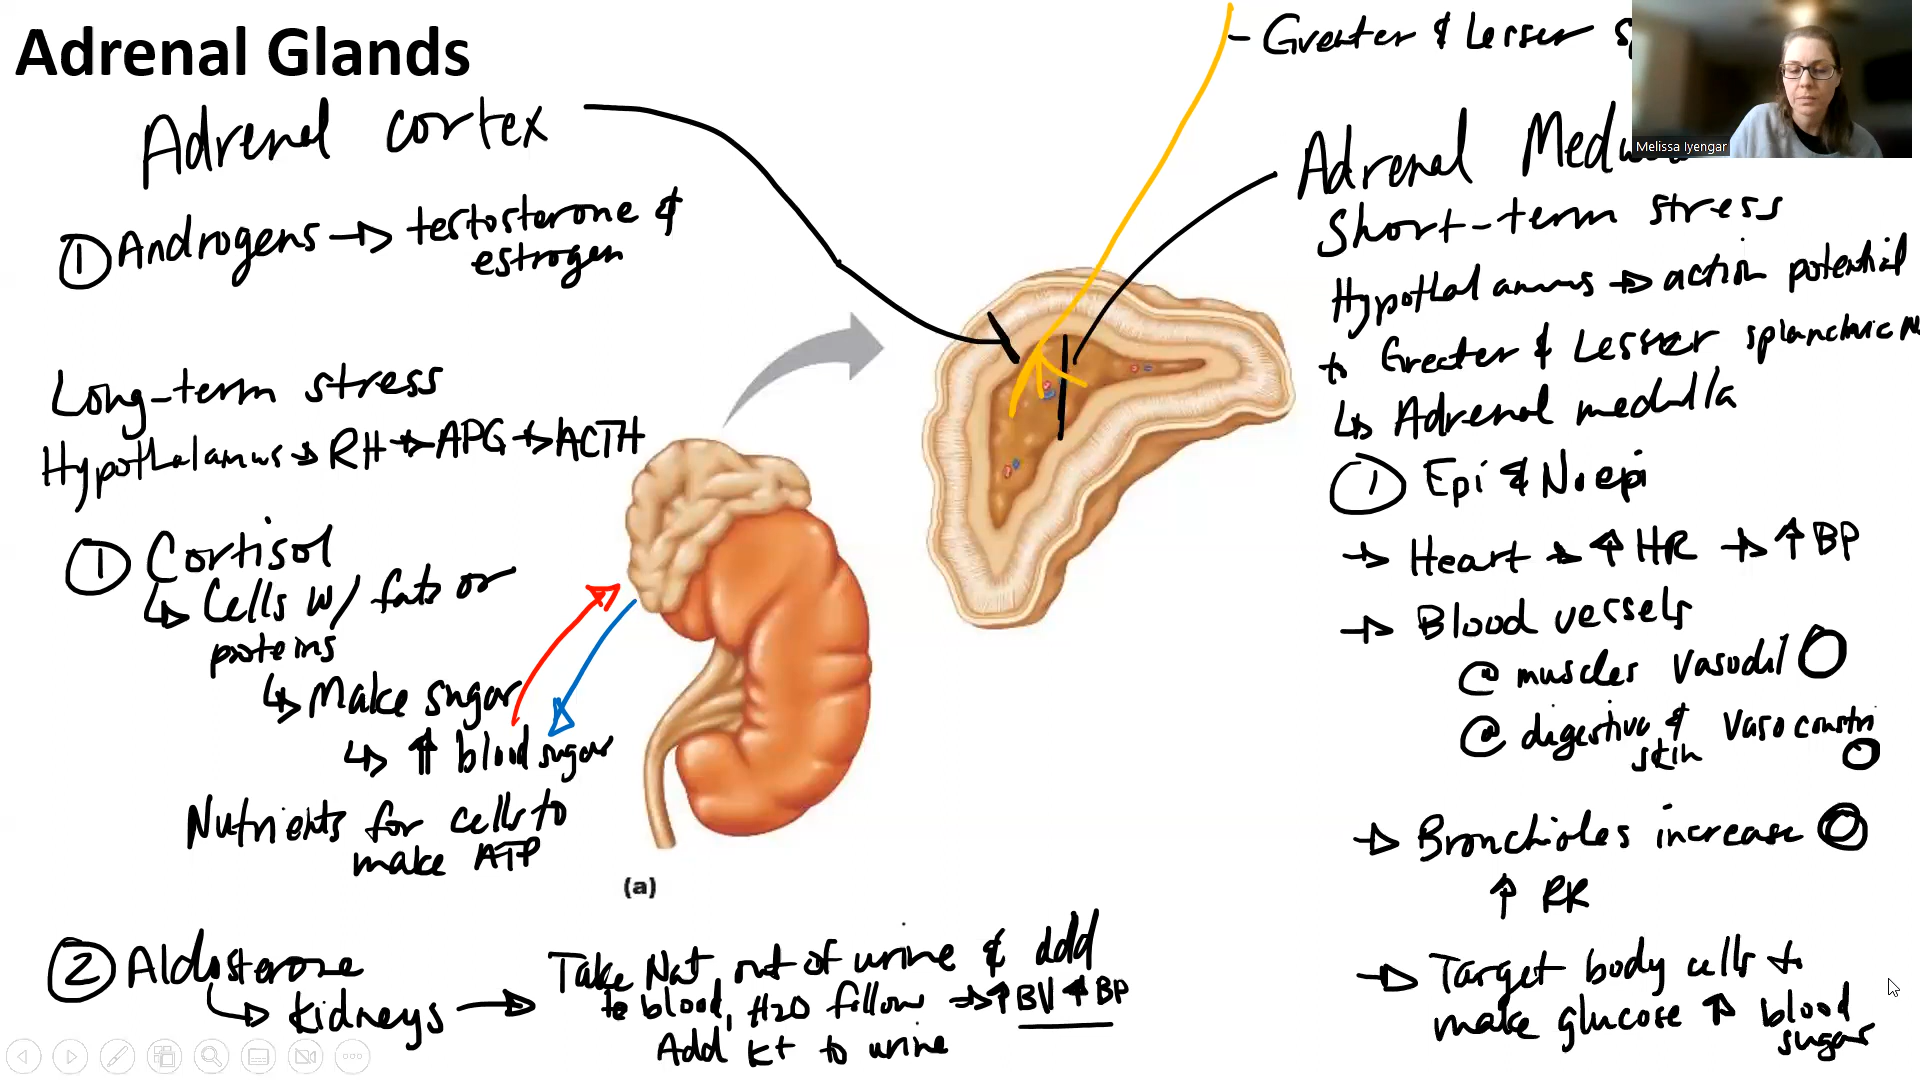 Adrenal Glands
Adrenal cortex
① Androgens → testosterone &
estrogen
Long-term stress
Hypothalamus → RH → APG → ACTH
① Cortisol
↳ Cells w/ fats or
proteins
↳ Make sugar
↳ ⇑ blood sugar
Nutrients for cells to
make ATP
② Aldosterone
↳ kidneys → Take Na+ out of urine & add
to blood, H2O follow → ↑ BV ↑ BP
Add K+ to urine
(a)
- Greater & Lesser
Melissa Iyengar
Adrenal
Short-term stress
Hypothalamus → action potential
to Greater & Lesser splanchnic
↳ Adrenal medulla
① Epi & Norepi
→ Heart → ↑ HR → ↑ BP
→ Blood vessels
@ muscles vasodil
@ digestive & vasoconstri
skin
→ Bronchioles increase
↑ RR
→ Target body cells to
make glucose ↑ blood
sugar